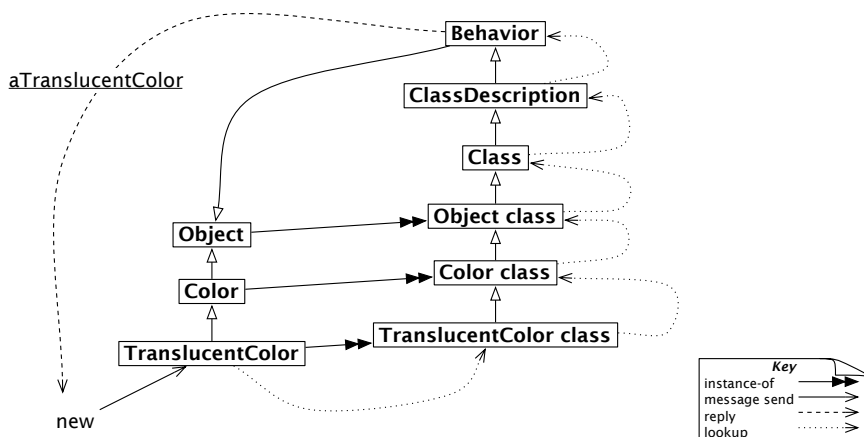 Behavior
aTranslucentColor
ClassDescription
Class
Object class
Object
Color class
Color
TranslucentColor class
TranslucentColor
new
Key
instance-of
message send
reply
lookup